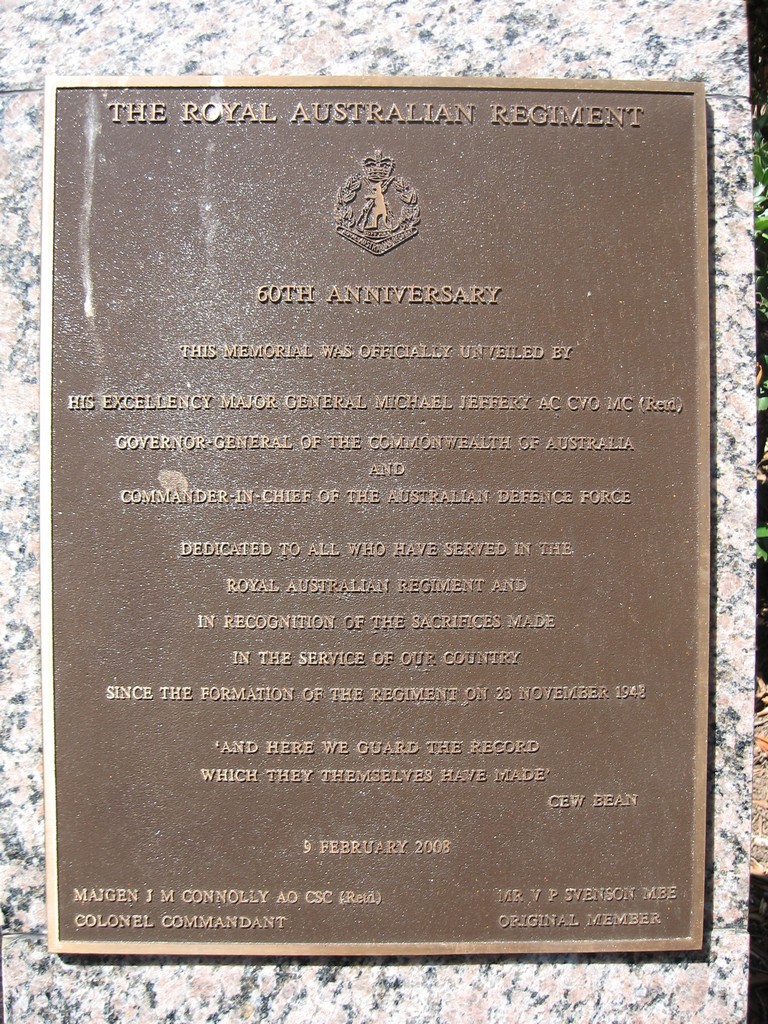 THE ROYAL AUSTRALIAN REGIMENT
60TH ANNIVERSARY
THIS MEMORIAL WAS OFFICIALLY UNVEILED BY
HIS EXCELLENCY MAJOR GENERAL MICHAEL JEFFERY AC CVO MC (Retd)
GOVERNOR-GENERAL OF THE COMMONWEALTH OF AUSTRALIA
AND
COMMANDER-IN-CHIEF OF THE AUSTRALIAN DEFENCE FORCE
DEDICATED TO ALL WHO HAVE SERVED IN THE
ROYAL AUSTRALIAN REGIMENT AND
IN RECOGNITION OF THE SACRIFICES MADE
IN THE SERVICE OF OUR COUNTRY
SINCE THE FORMATION OF THE REGIMENT ON 23 NOVEMBER 1948
'AND HERE WE GUARD THE RECORD
WHICH THEY THEMSELVES HAVE MADE'
CEW BEAN
9 FEBRUARY 2008
MAJGEN J M CONNOLLY AO CSC (Retd)
COLONEL COMMANDANT
MR V P SVENSON MBE
ORIGINAL MEMBER